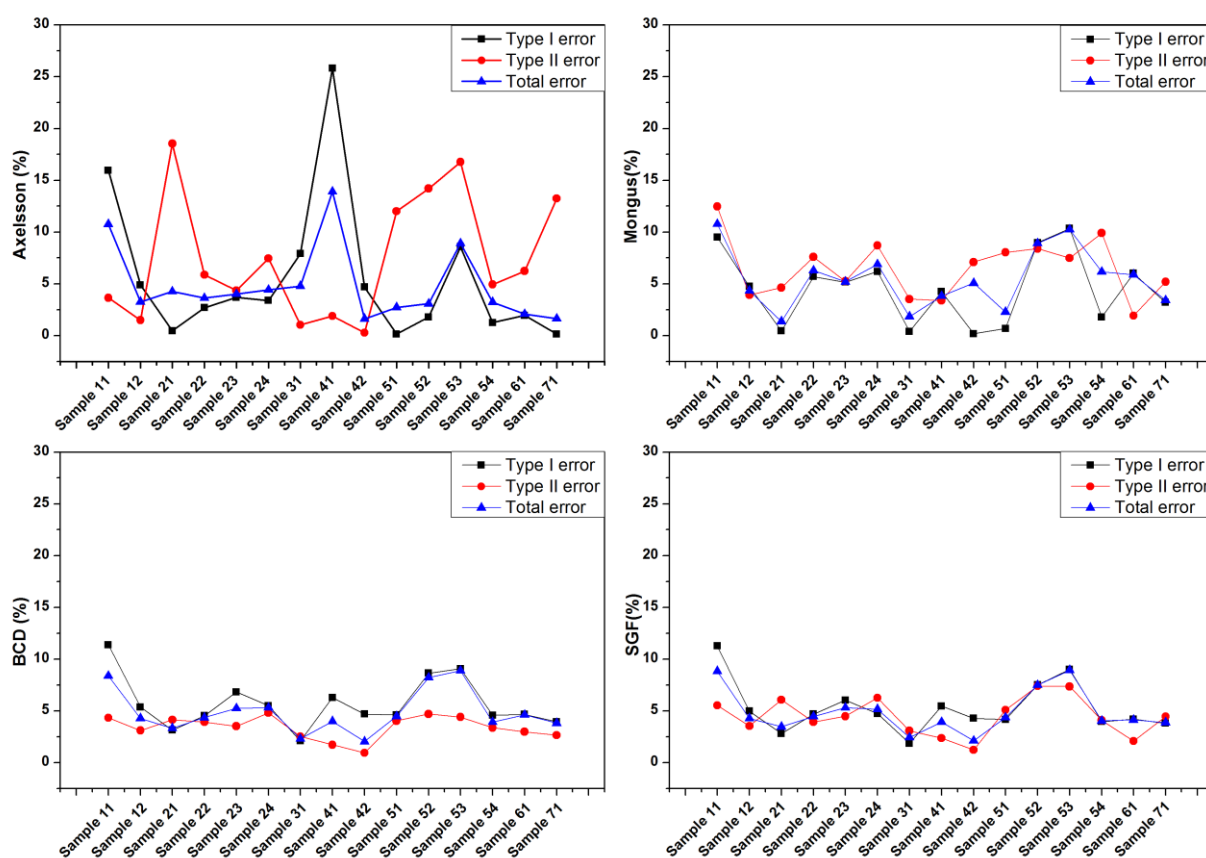 30
25
20
15
10
5
0
Axelsson (%)
Type I error
Type II error
Total error
Sample 11
Sample 12
Sample 21
Sample 22
Sample 23
Sample 24
Sample 31
Sample 41
Sample 42
Sample 51
Sample 52
Sample 53
Sample 54
Sample 61
Sample 71
30
25
20
15
10
5
0
Mongus(%)
Type I error
Type II error
Total error
Sample 11
Sample 12
Sample 21
Sample 22
Sample 23
Sample 24
Sample 31
Sample 41
Sample 42
Sample 51
Sample 52
Sample 53
Sample 54
Sample 61
Sample 71
30
25
20
15
10
5
0
BCD (%)
Type I error
Type II error
Total error
Sample 11
Sample 12
Sample 21
Sample 22
Sample 23
Sample 24
Sample 31
Sample 41
Sample 42
Sample 51
Sample 52
Sample 53
Sample 54
Sample 61
Sample 71
30
25
20
15
10
5
0
SGF(%)
Type I error
Type II error
Total error
Sample 11
Sample 12
Sample 21
Sample 22
Sample 23
Sample 24
Sample 31
Sample 41
Sample 42
Sample 51
Sample 52
Sample 53
Sample 54
Sample 61
Sample 71